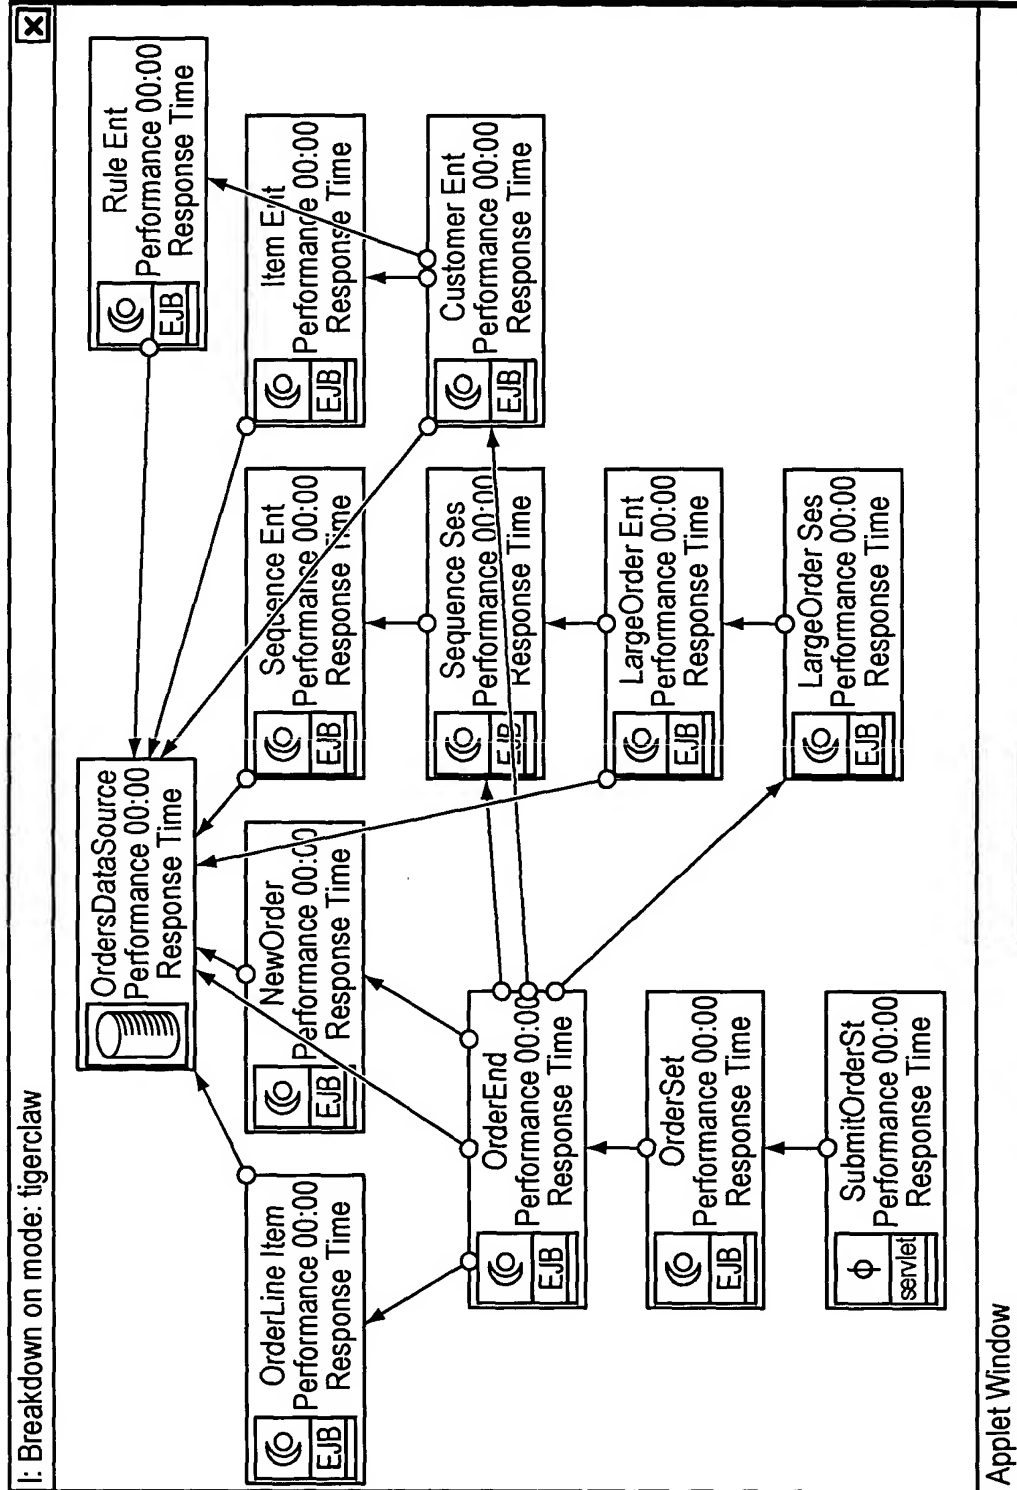 I: Breakdown on mode: tigerclaw
OrdersDataSource
Performance 00:00
Response Time
Rule Ent
Performance 00:00
Response Time
EJB
OrderLine Item
Performance 00:00
Response Time
EJB
NewOrder
Performance 00:00
Response Time
EJB
Sequence Ent
Performance 00:00
Response Time
EJB
Item Ent
Performance 00:00
Response Time
EJB
Sequence Ses
Performance 00:00
Response Time
EJB
Customer Ent
Performance 00:00
Response Time
EJB
OrderEnd
Performance 00:00
Response Time
EJB
LargeOrder Ent
Performance 00:00
Response Time
EJB
OrderSet
Performance 00:00
Response Time
EJB
LargeOrder Ses
Performance 00:00
Response Time
EJB
SubmitOrderSt
Performance 00:00
Response Time
servlet
Applet Window